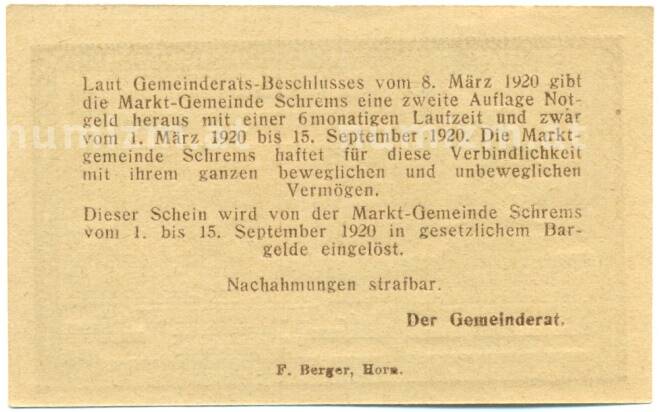 Laut Gemeinderats-Beschlusses vom 8. März 1920 gibt
die Markt-Gemeinde Schrems eine zweite Auflage Not-
geld heraus mit einer 6monatigen Laufzeit und zwar
vom 1. März 1920 bis 15. September 1920. Die Markt-
gemeinde Schrems haftet für diese Verbindlichkeit
mit ihrem ganzen beweglichen und unbeweglichen
Vermögen.
Dieser Schein wird von der Markt-Gemeinde Schrems
vom 1. bis 15. September 1920 in gesetzlichem Bar-
gelde eingelöst.
Nachahmungen strafbar.
Der Gemeinderat.
F. Berger, Horn.